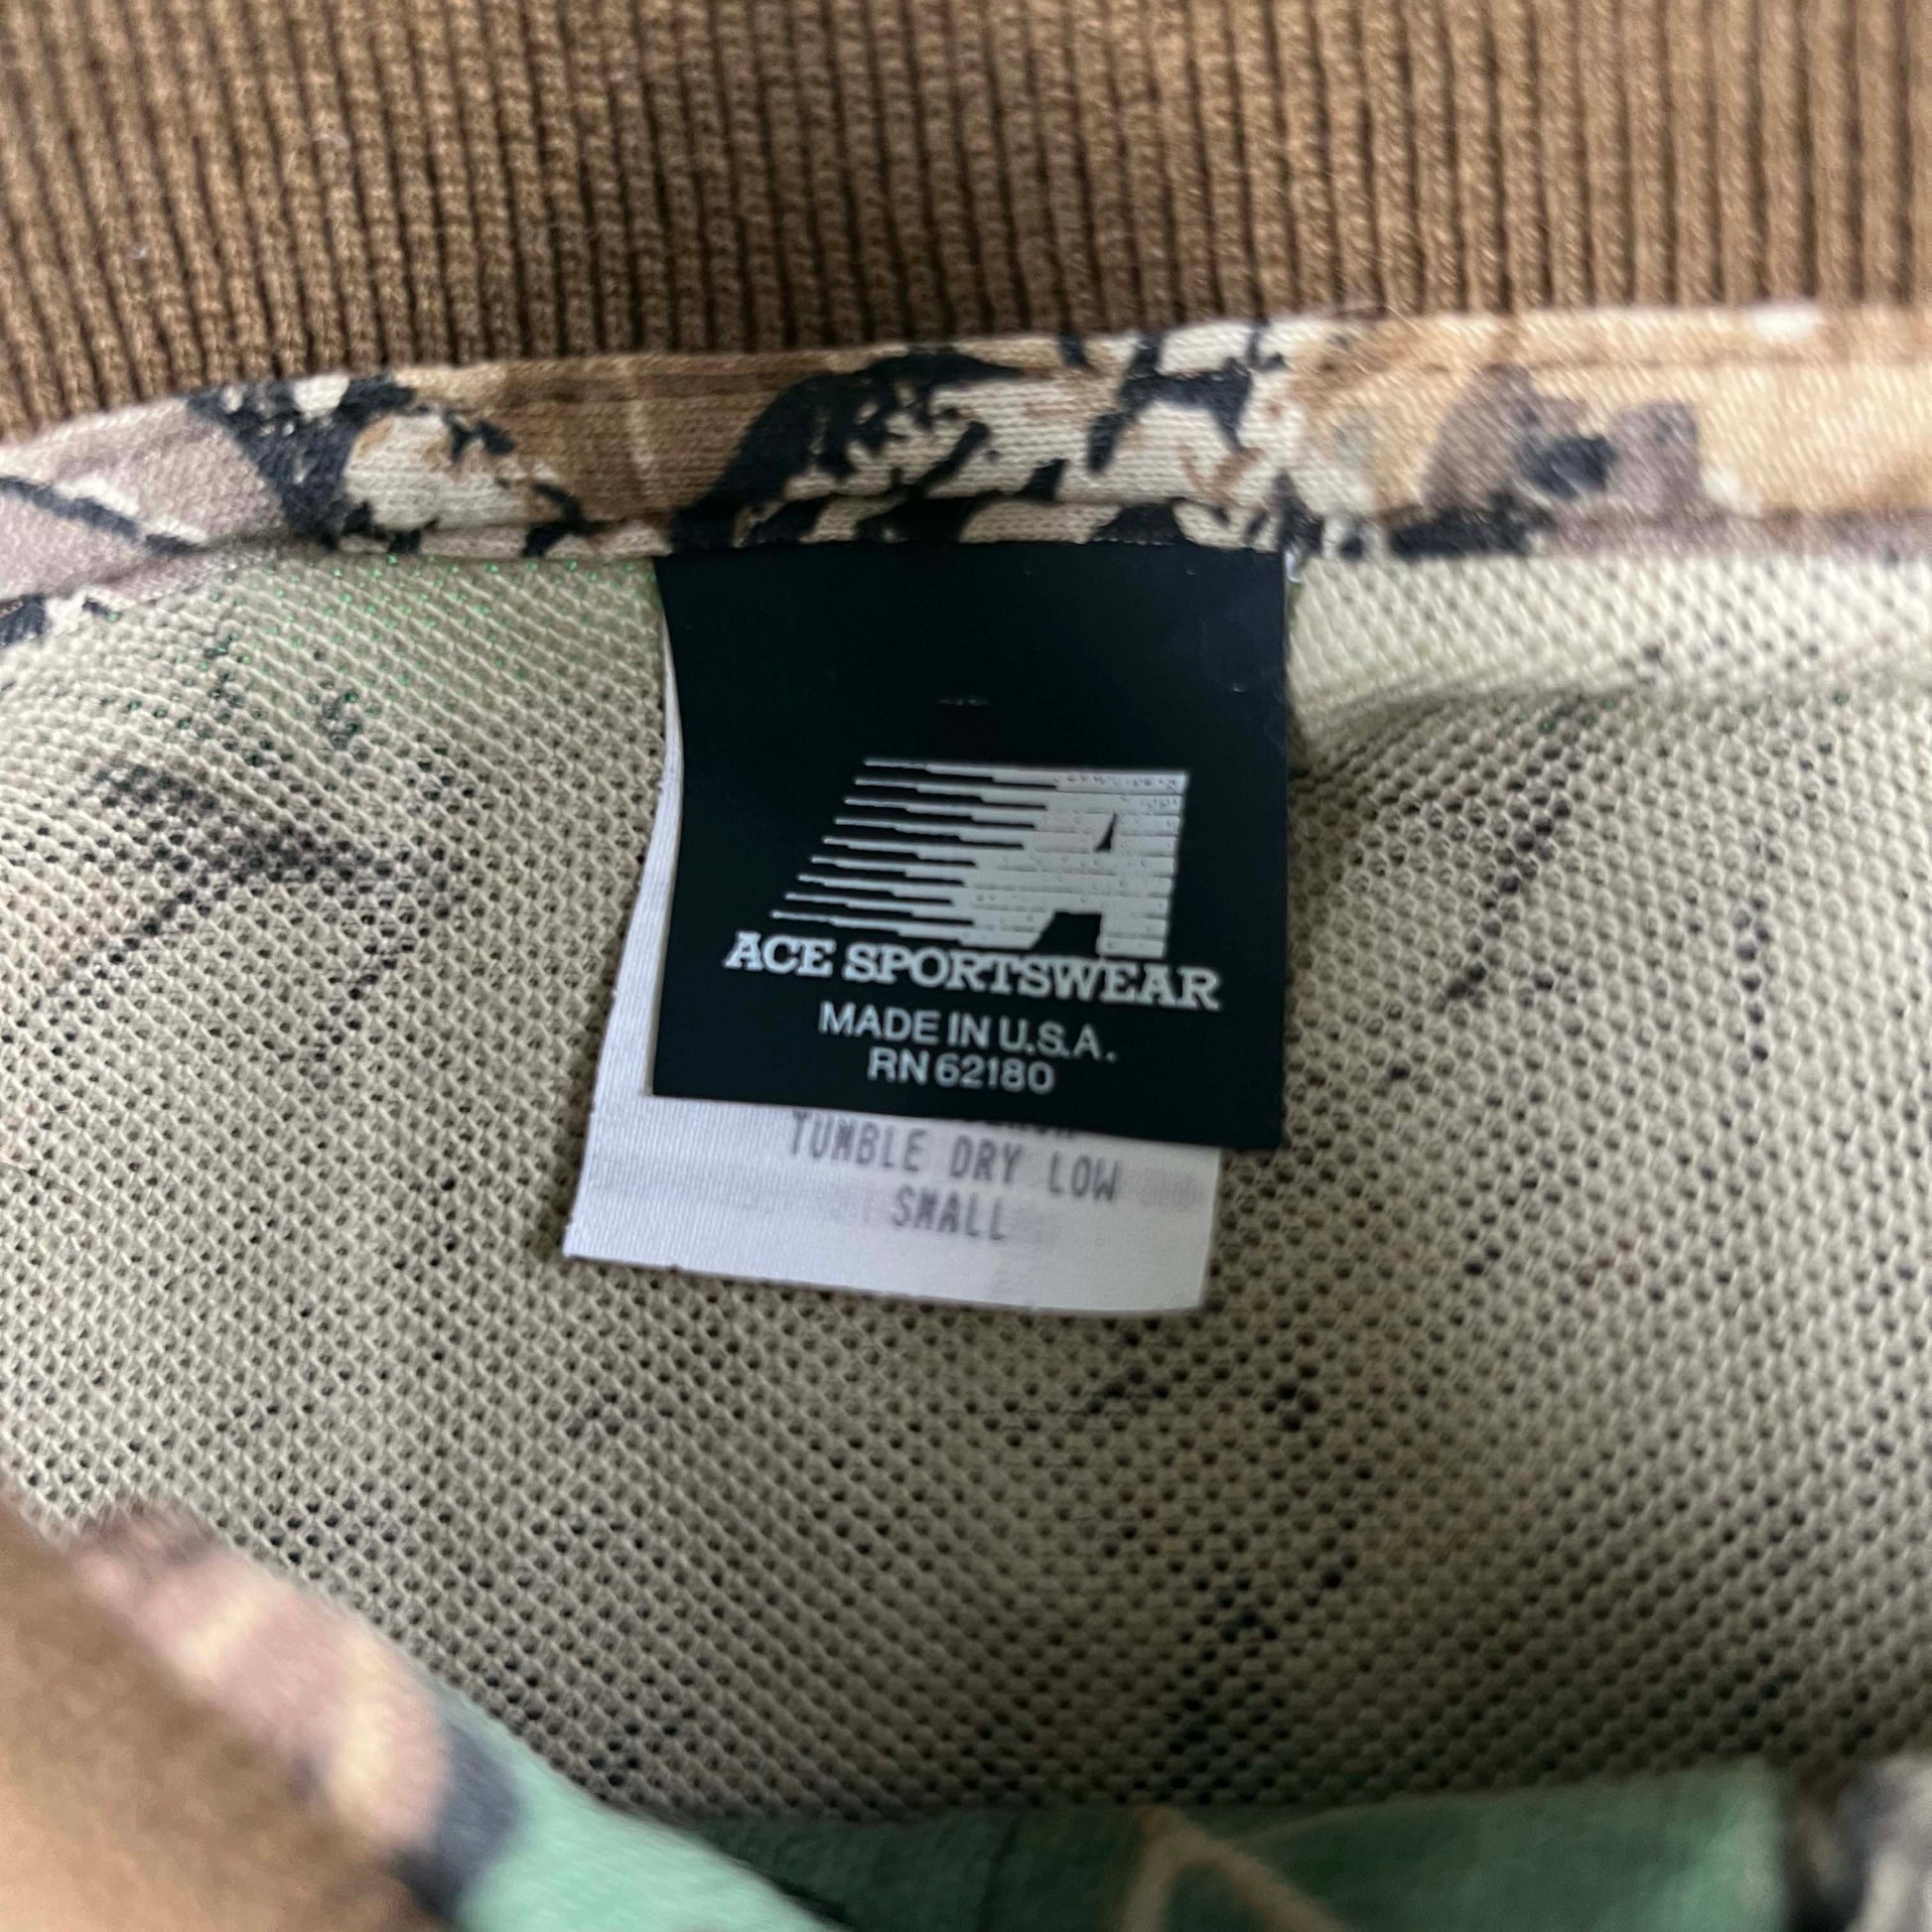 A
ACE SPORTSWEAR
MADE IN U.S.A.
RN 62180
TUMBLE DRY LOW
SMALL